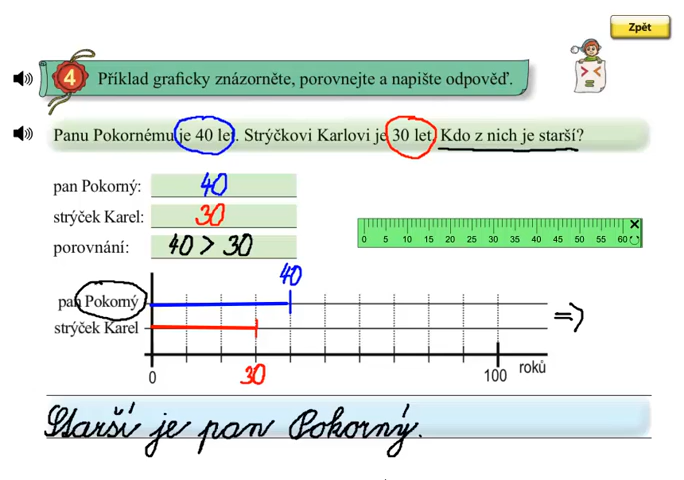 Zpět
4 Příklad graficky znázorněte, porovnejte a napište odpověď.
> <
=
Panu Pokornému je 40 let. Strýčkovi Karlovi je 30 let. Kdo z nich je starší?
pan Pokorný: 40
strýček Karel: 30
porovnání: 40 > 30
0 5 10 15 20 25 30 35 40 45 50 55 60
40
pan Pokorný
strýček Karel
0 30 100 roků
Starší je pan Pokorný.